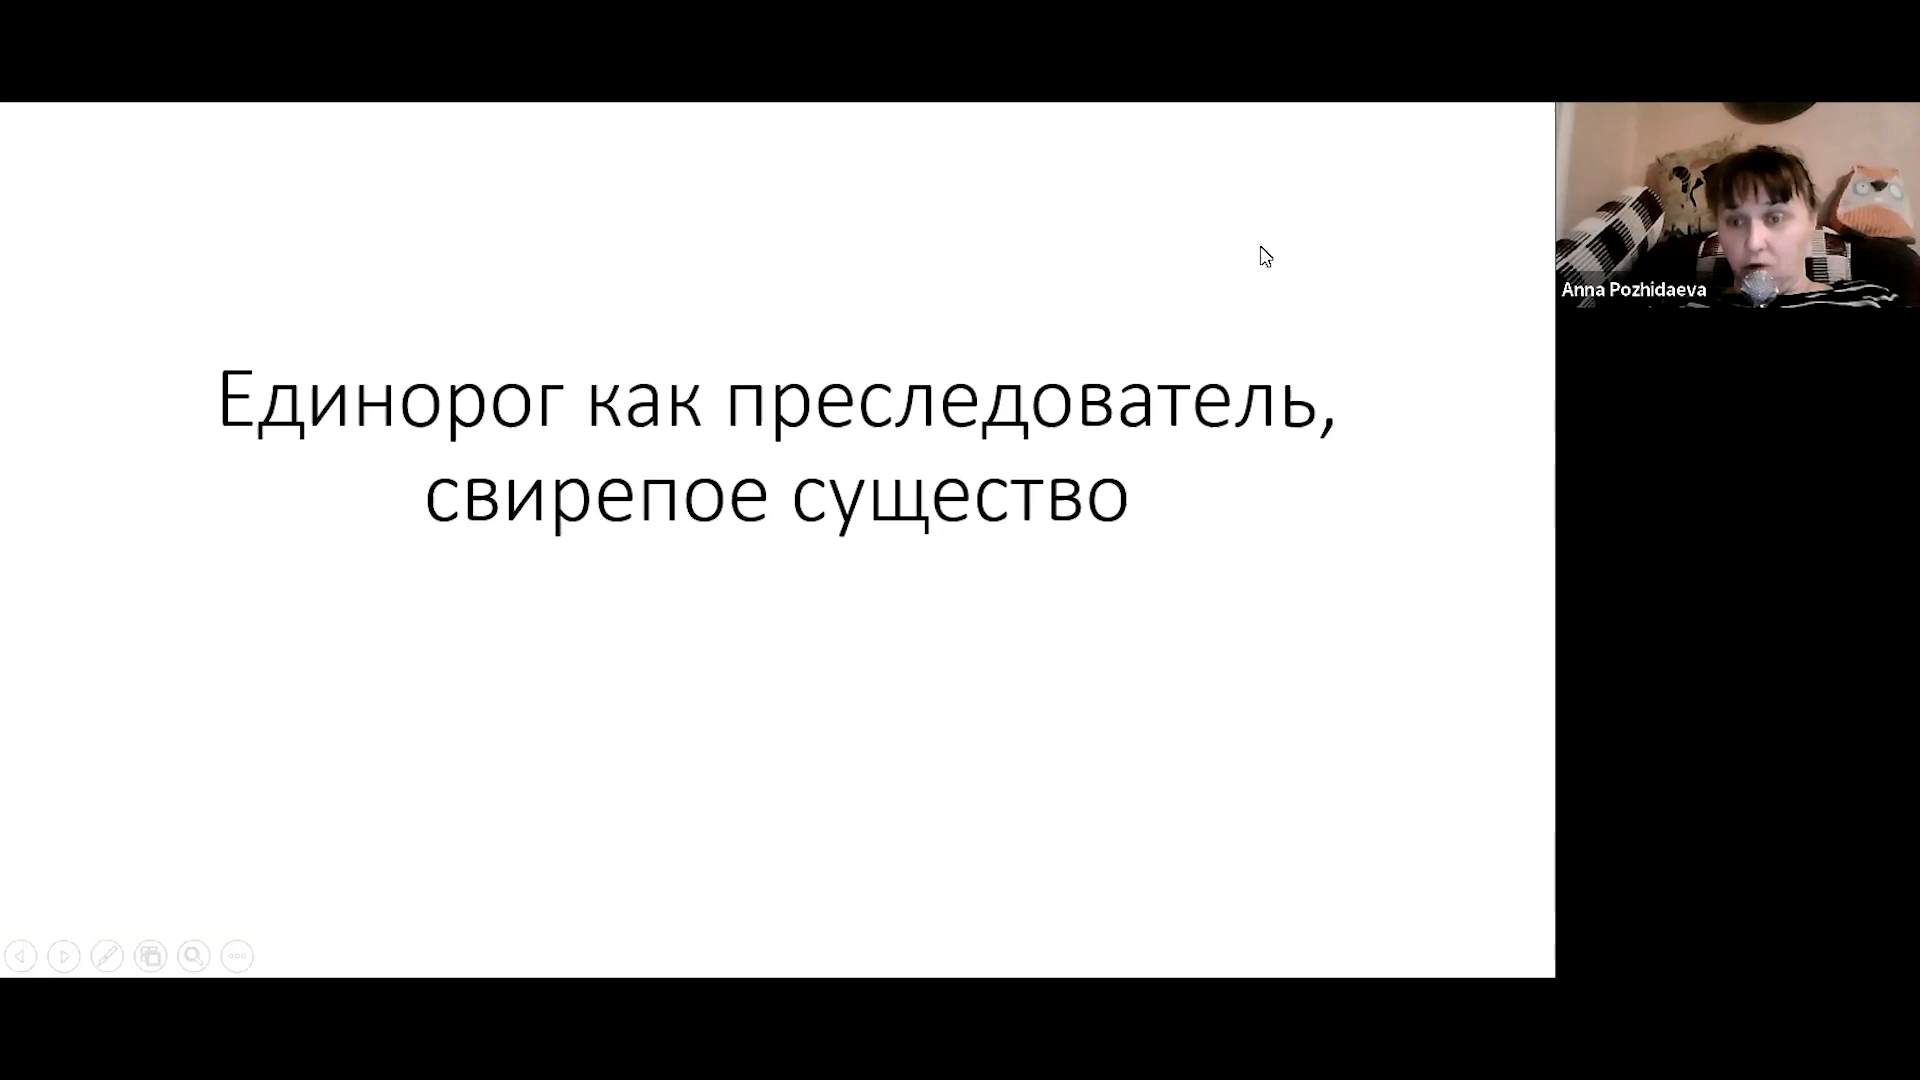 Единорог как преследователь,
свирепое существо
Anna Pozhidaeva